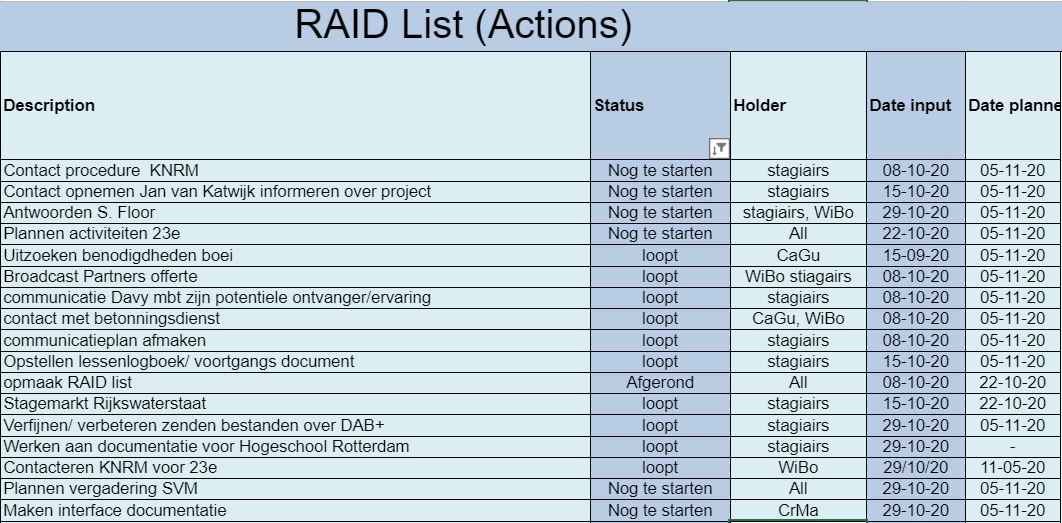 RAID List (Actions)
Description Status Holder Date input Date planne
Contact procedure KNRM Nog te starten stagiairs 08-10-20 05-11-20
Contact opnemen Jan van Katwijk informeren over project Nog te starten stagiairs 15-10-20 05-11-20
Antwoorden S. Floor Nog te starten stagiairs, WiBo 29-10-20 05-11-20
Plannen activiteiten 23e Nog te starten All 22-10-20 05-11-20
Uitzoeken benodigdheden boei loopt CaGu 15-09-20 05-11-20
Broadcast Partners offerte loopt WiBo stiagairs 08-10-20 05-11-20
communicatie Davy mbt zijn potentiele ontvanger/ervaring loopt stagiairs 08-10-20 05-11-20
contact met betonningsdienst loopt CaGu, WiBo 08-10-20 05-11-20
communicatieplan afmaken loopt stagiairs 08-10-20 05-11-20
Opstellen lessenlogboek/ voortgangs document loopt stagiairs 15-10-20 05-11-20
opmaak RAID list Afgerond All 08-10-20 22-10-20
Stagemarkt Rijkswaterstaat loopt stagiairs 15-10-20 22-10-20
Verfijnen/ verbeteren zenden bestanden over DAB+ loopt stagiairs 29-10-20 05-11-20
Werken aan documentatie voor Hogeschool Rotterdam loopt stagiairs 29-10-20 -
Contacteren KNRM voor 23e loopt WiBo 29/10/20 11-05-20
Plannen vergadering SVM Nog te starten All 29-10-20 05-11-20
Maken interface documentatie Nog te starten CrMa 29-10-20 05-11-20